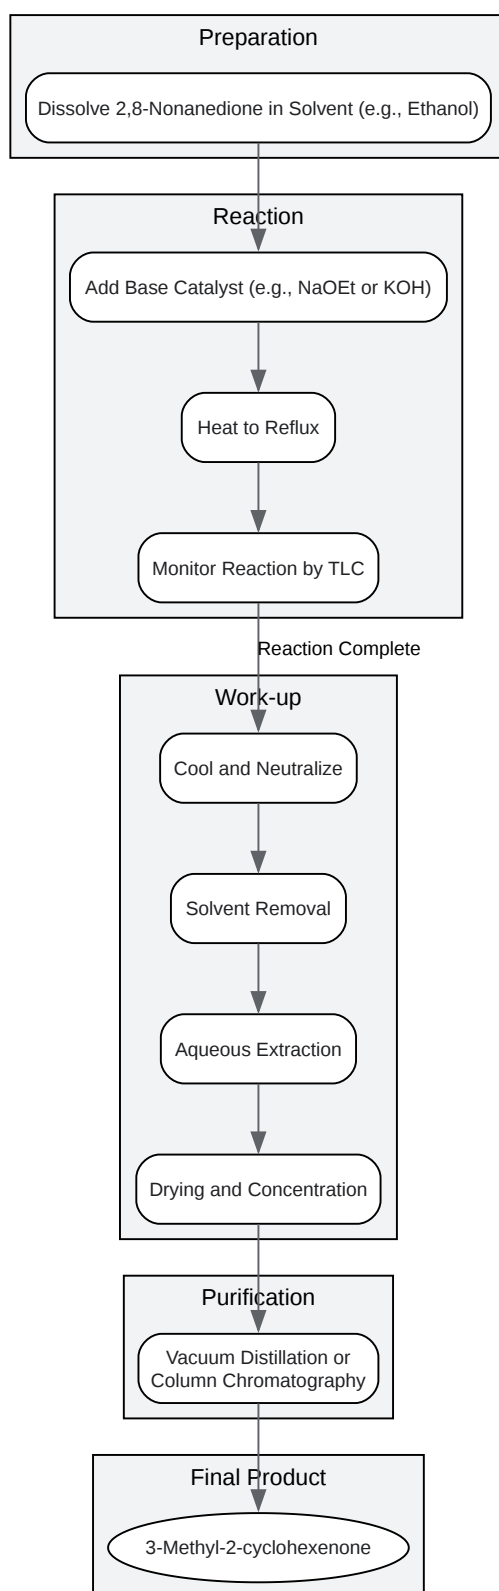 Preparation
Dissolve 2,8-Nonanedione in Solvent (e.g., Ethanol)
Reaction
Add Base Catalyst (e.g., NaOEt or KOH)
Heat to Reflux
Monitor Reaction by TLC
Reaction Complete
Work-up
Cool and Neutralize
Solvent Removal
Aqueous Extraction
Drying and Concentration
Purification
Vacuum Distillation or
Column Chromatography
Final Product
3-Methyl-2-cyclohexenone